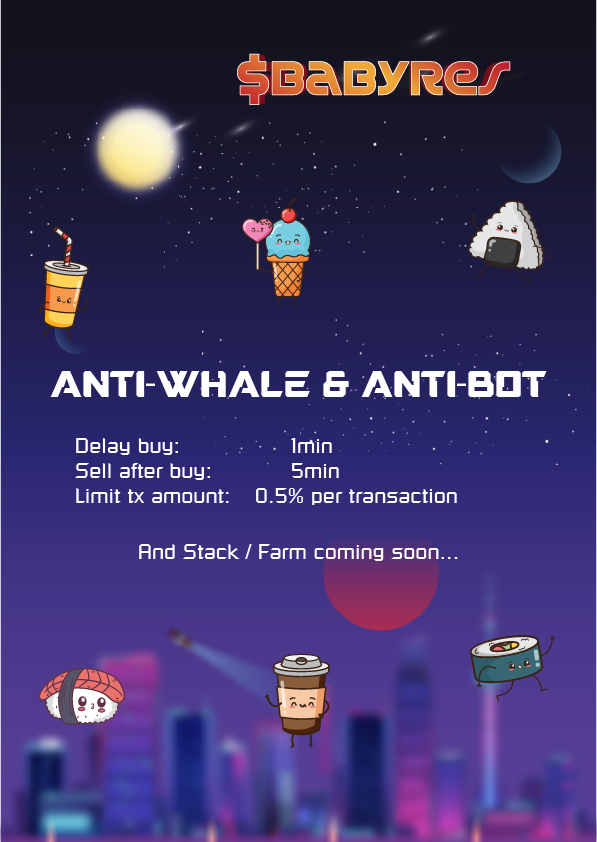 $BABYRES
ANTI-WHALE & ANTI-BOT
Delay buy: 1min
Sell after buy: 5min
Limit tx amount: 0.5% per transaction
And Stack / Farm coming soon...